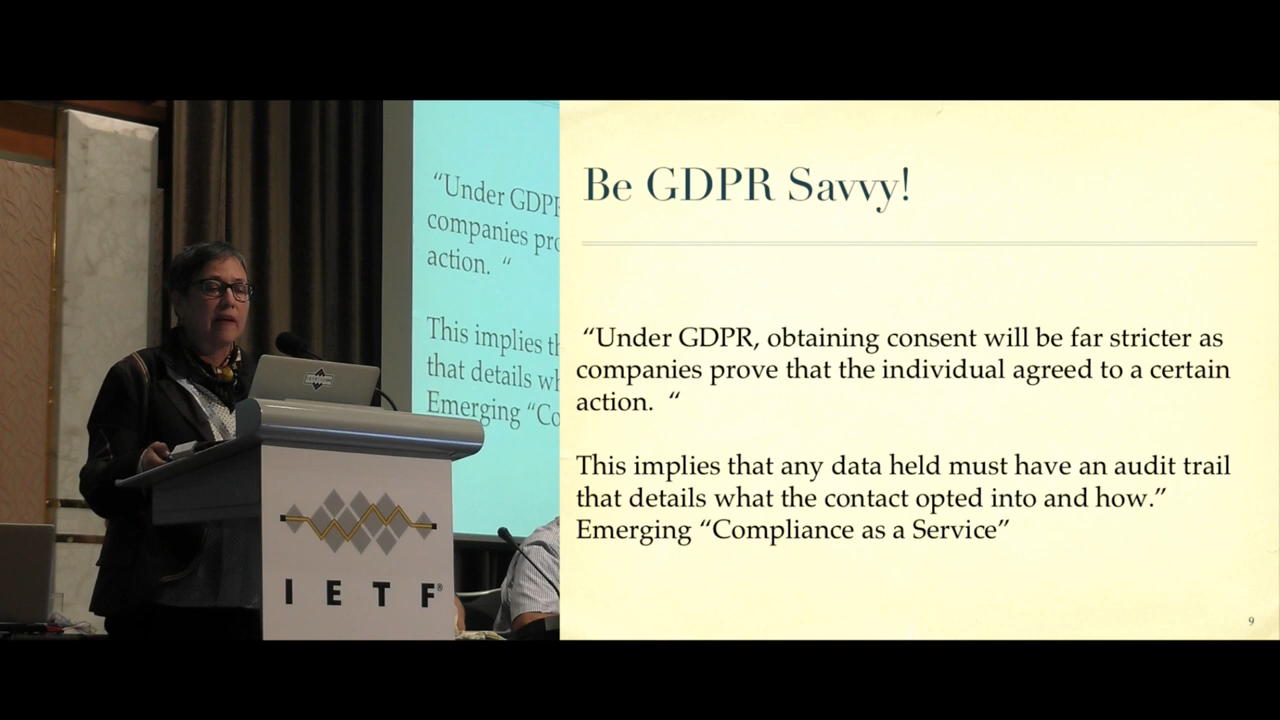 “Under GDPR
companies pro
action. “
This implies th
that details wh
Emerging “Co
I E T F®
Be GDPR Savvy!
“Under GDPR, obtaining consent will be far stricter as
companies prove that the individual agreed to a certain
action. “
This implies that any data held must have an audit trail
that details what the contact opted into and how.”
Emerging “Compliance as a Service”
9